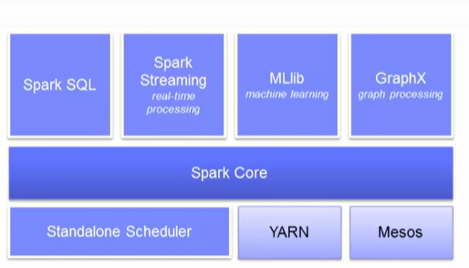 Spark SQL
Spark
Streaming
real-time
processing
MLlib
machine learning
GraphX
graph processing
Spark Core
Standalone Scheduler
YARN
Mesos